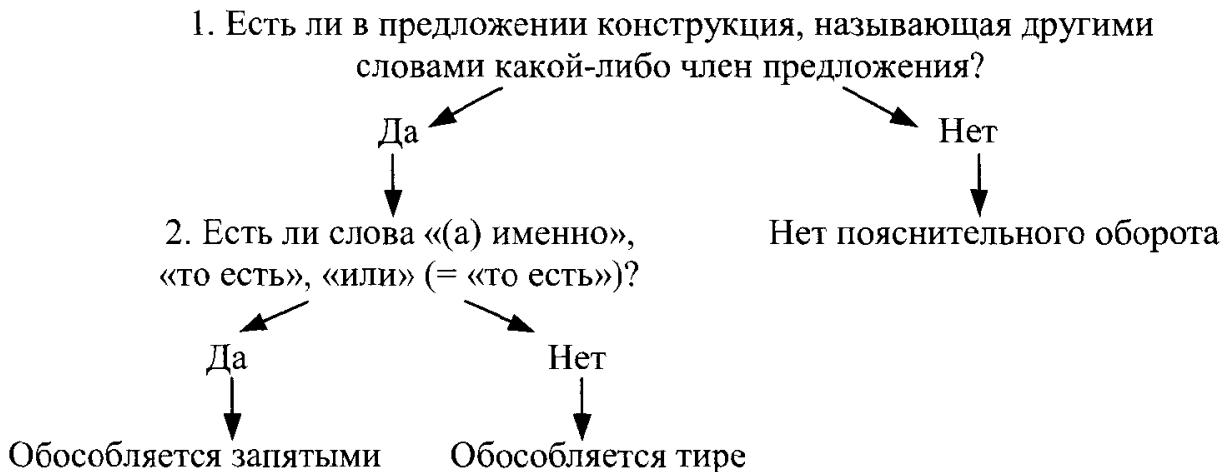 1. Есть ли в предложении конструкция, называющая другими
словами какой-либо член предложения?
Да
Нет
2. Есть ли слова «(а) именно»,
«то есть», «или» (= «то есть»)?
Нет пояснительного оборота
Да
Нет
Обособляется запятыми
Обособляется тире